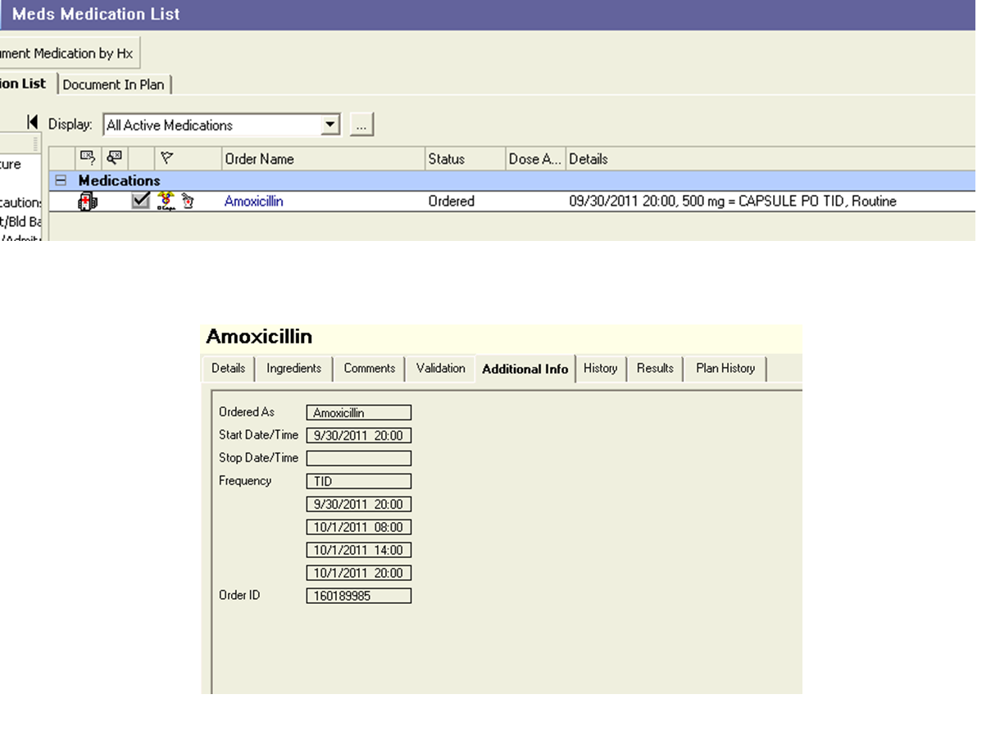 Meds Medication List
ument Medication by Hx
ion List Document In Plan
Display: All Active Medications ...
ture
Order Name Status Dose A... Details
Medications
cautions
Amoxicillin Ordered 09/30/2011 20:00, 500 mg = CAPSULE PO TID, Routine
t/Bld Ba
/Admit
Amoxicillin
Details Ingredients Comments Validation Additional Info History Results Plan History
Ordered As Amoxicillin
Start Date/Time 9/30/2011 20:00
Stop Date/Time
Frequency TID
9/30/2011 20:00
10/1/2011 08:00
10/1/2011 14:00
10/1/2011 20:00
Order ID 160189985